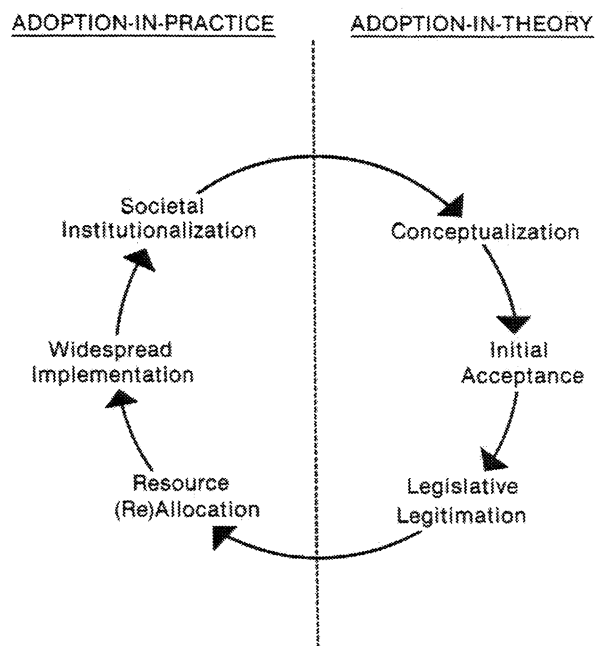 ADOPTION-IN-PRACTICE
ADOPTION-IN-THEORY
Societal
Institutionalization
Conceptualization
Widespread
Implementation
Initial
Acceptance
Resource
(Re)Allocation
Legislative
Legitimation